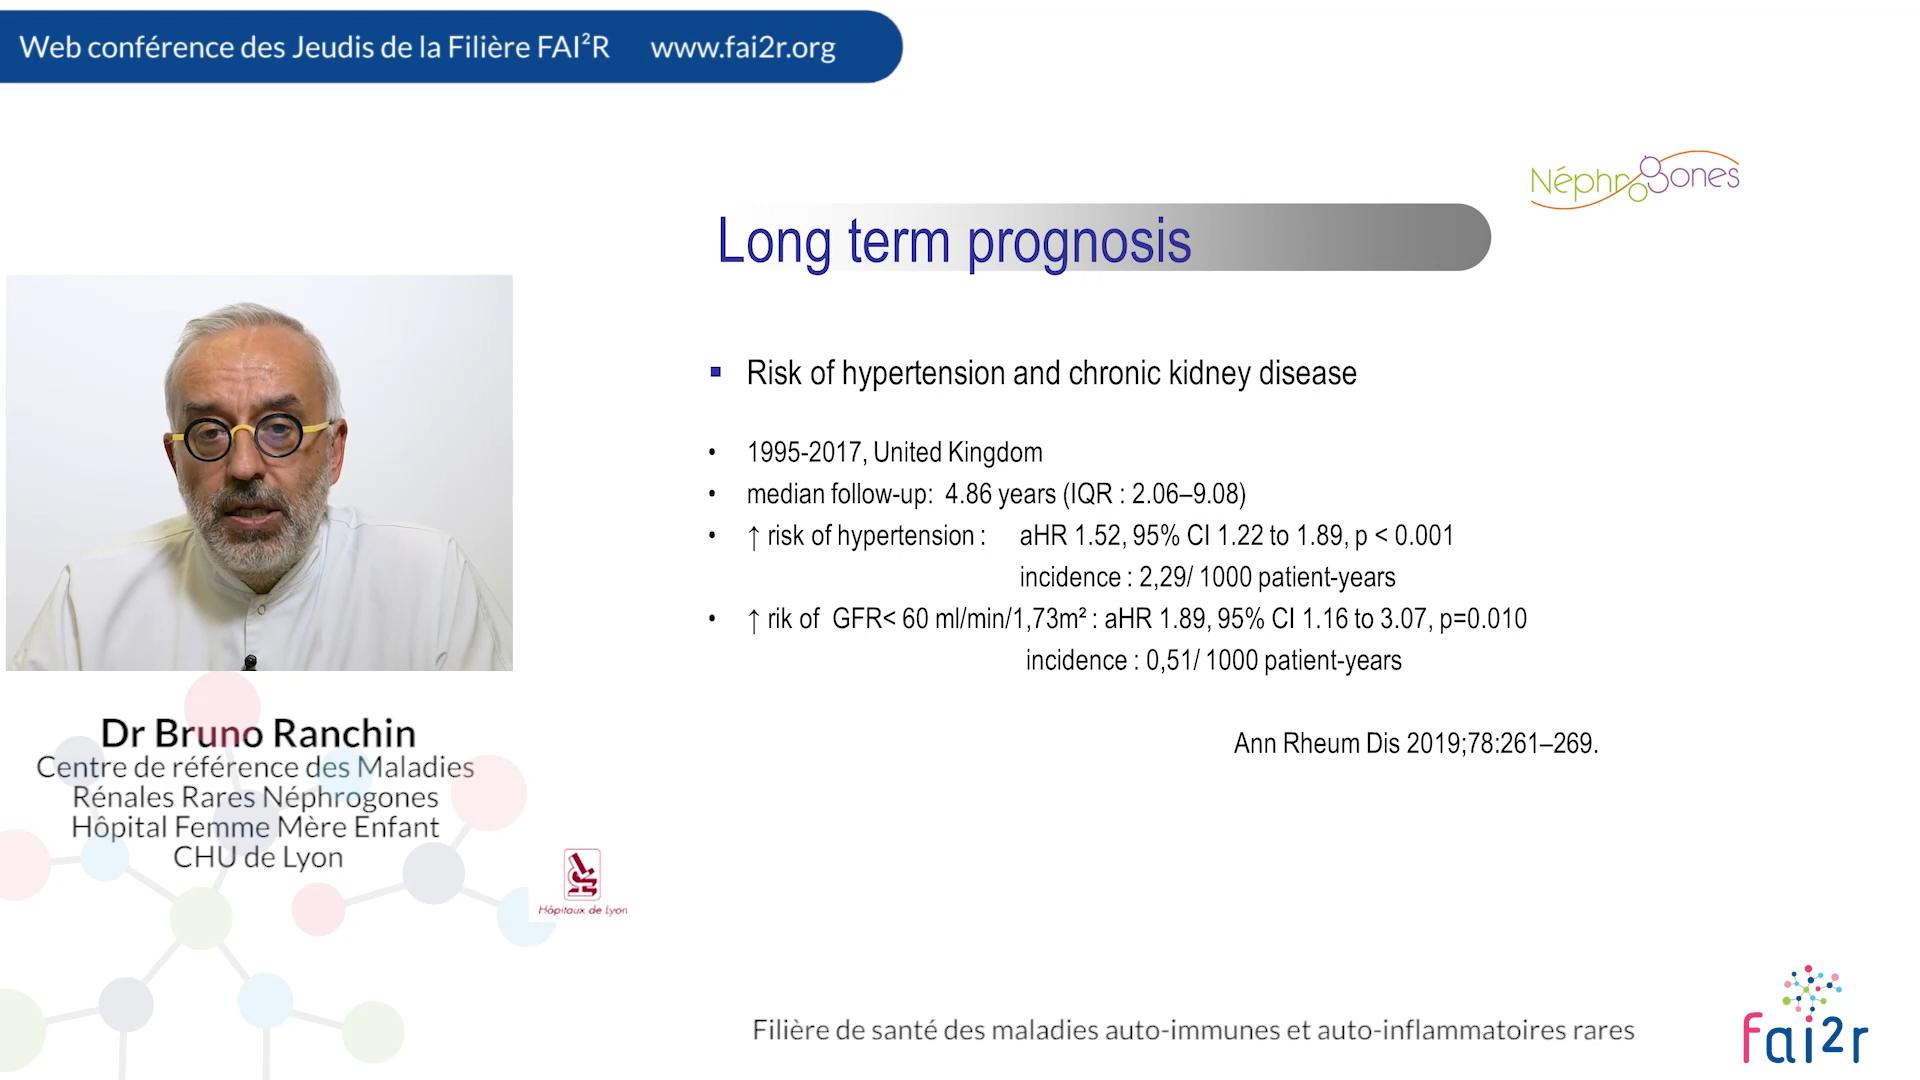 Web conférence des Jeudis de la Filière FAI²R www.fai2r.org
Néphrogones
Long term prognosis
Risk of hypertension and chronic kidney disease
1995-2017, United Kingdom
median follow-up: 4.86 years (IQR : 2.06–9.08)
↑ risk of hypertension : aHR 1.52, 95% CI 1.22 to 1.89, p < 0.001
incidence : 2,29/ 1000 patient-years
↑ rik of GFR< 60 ml/min/1,73m² : aHR 1.89, 95% CI 1.16 to 3.07, p=0.010
incidence : 0,51/ 1000 patient-years
Ann Rheum Dis 2019;78:261–269.
Dr Bruno Ranchin
Centre de référence des Maladies
Rénales Rares Néphrogones
Hôpital Femme Mère Enfant
CHU de Lyon
Hôpitaux de Lyon
Filière de santé des maladies auto-immunes et auto-inflammatoires rares
fai2r